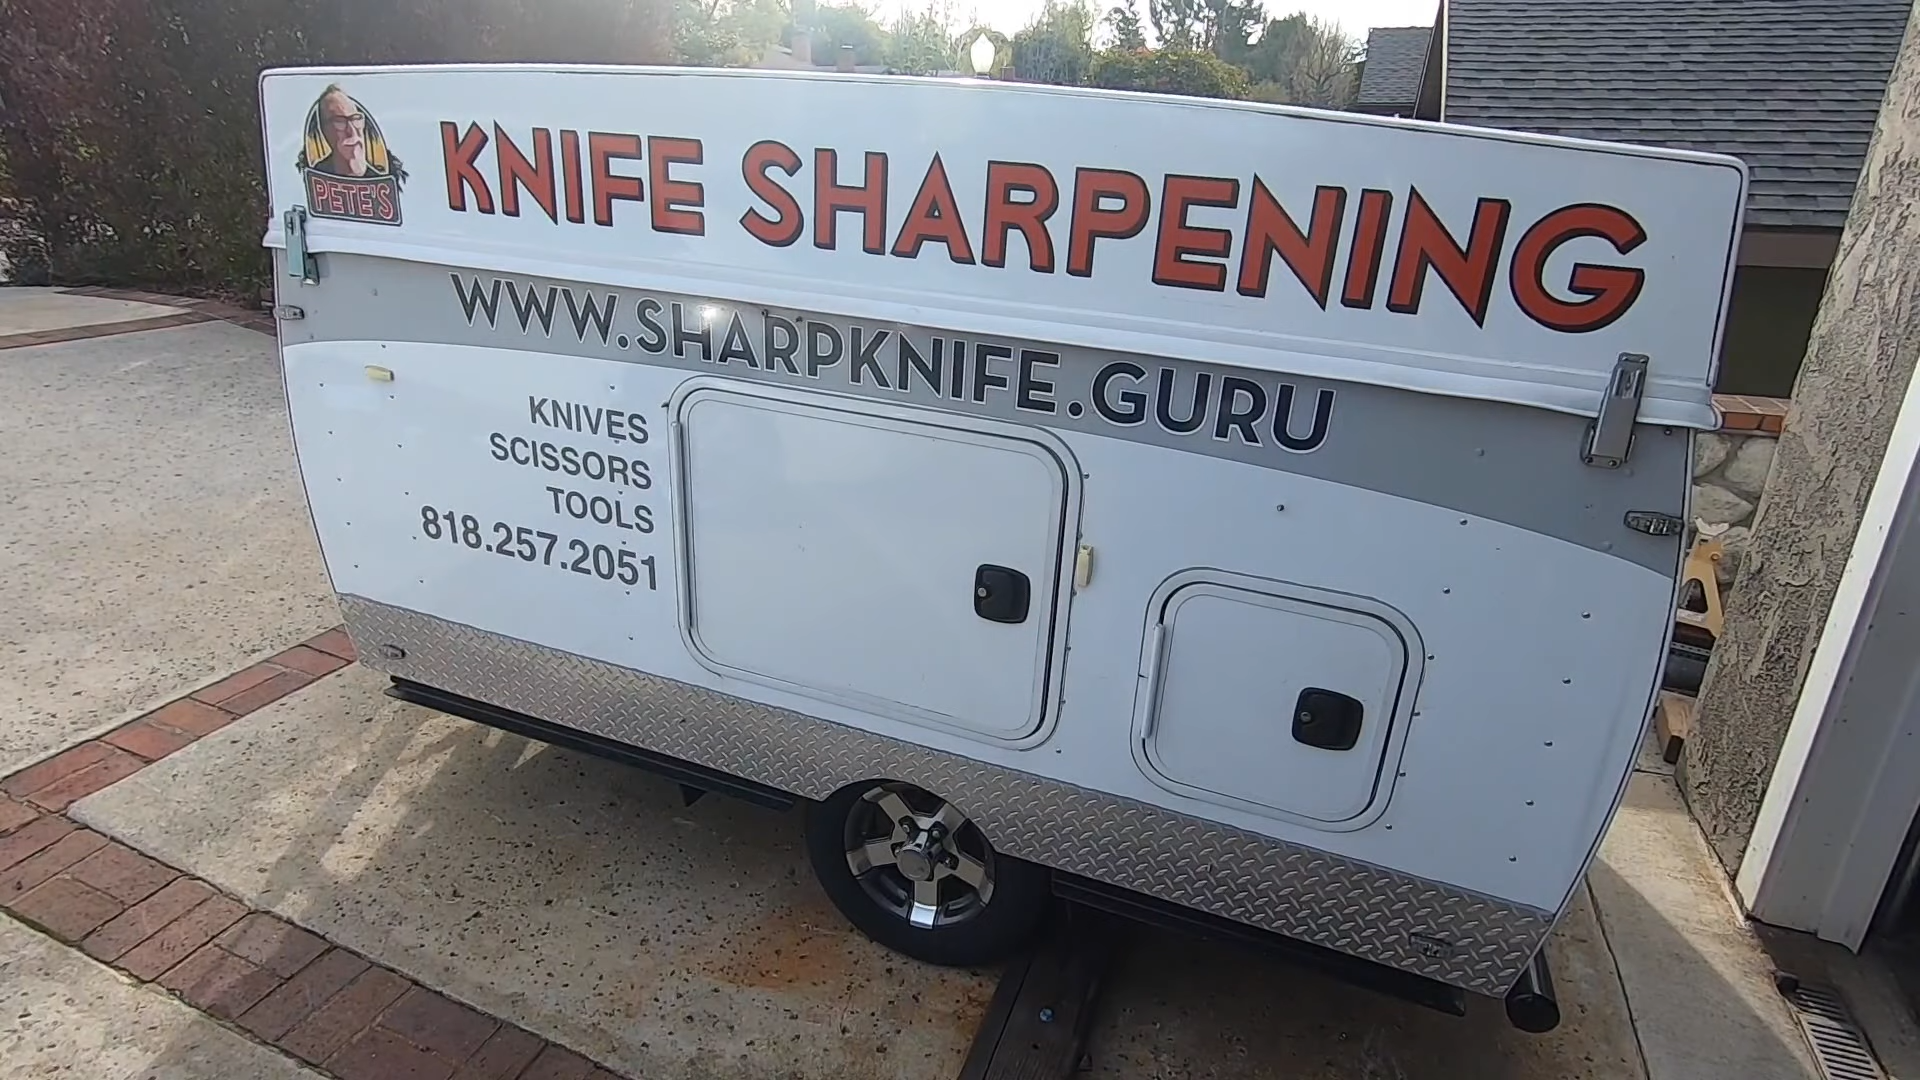 PETE'S
KNIFE SHARPENING
WWW.SHARPKNIFE.GURU
KNIVES
SCISSORS
TOOLS
818.257.2051